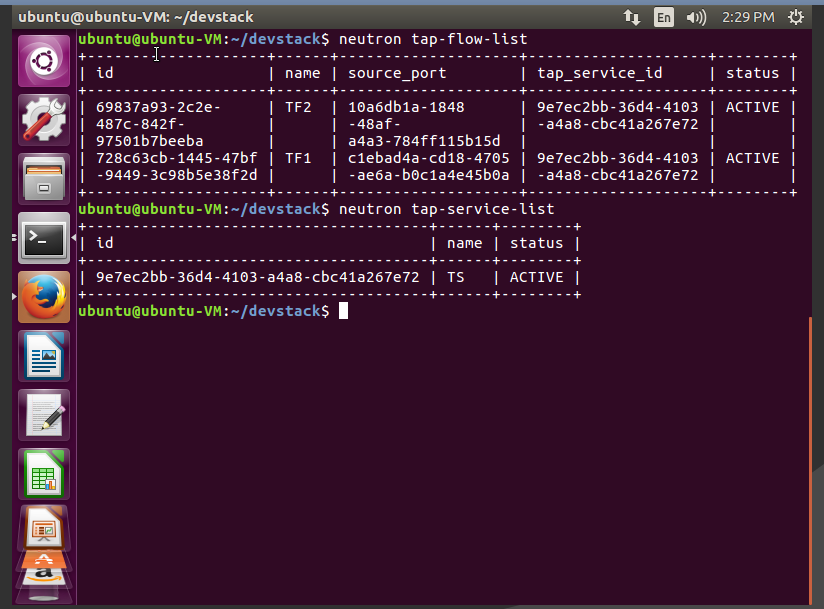 ubuntu@ubuntu-VM: ~/devstack En 2:29 PM
ubuntu@ubuntu-VM:~/devstack$ neutron tap-flow-list
+--------------------+------+--------------------+--------------------+--------+
| id | name | source_port | tap_service_id | status |
+--------------------+------+--------------------+--------------------+--------+
| 69837a93-2c2e- | TF2 | 10a6db1a-1848 | 9e7ec2bb-36d4-4103 | ACTIVE |
| 487c-842f- | | -48af- | -a4a8-cbc41a267e72 | |
| 97501b7beeba | | a4a3-784ff115b15d | | |
| 728c63cb-1445-47bf | TF1 | c1ebad4a-cd18-4705 | 9e7ec2bb-36d4-4103 | ACTIVE |
| -9449-3c98b5e38f2d | | -ae6a-b0c1a4e45b0a | -a4a8-cbc41a267e72 | |
+--------------------+------+--------------------+--------------------+--------+
ubuntu@ubuntu-VM:~/devstack$ neutron tap-service-list
+--------------------------------------+------+--------+
| id | name | status |
+--------------------------------------+------+--------+
| 9e7ec2bb-36d4-4103-a4a8-cbc41a267e72 | TS | ACTIVE |
+--------------------------------------+------+--------+
ubuntu@ubuntu-VM:~/devstack$